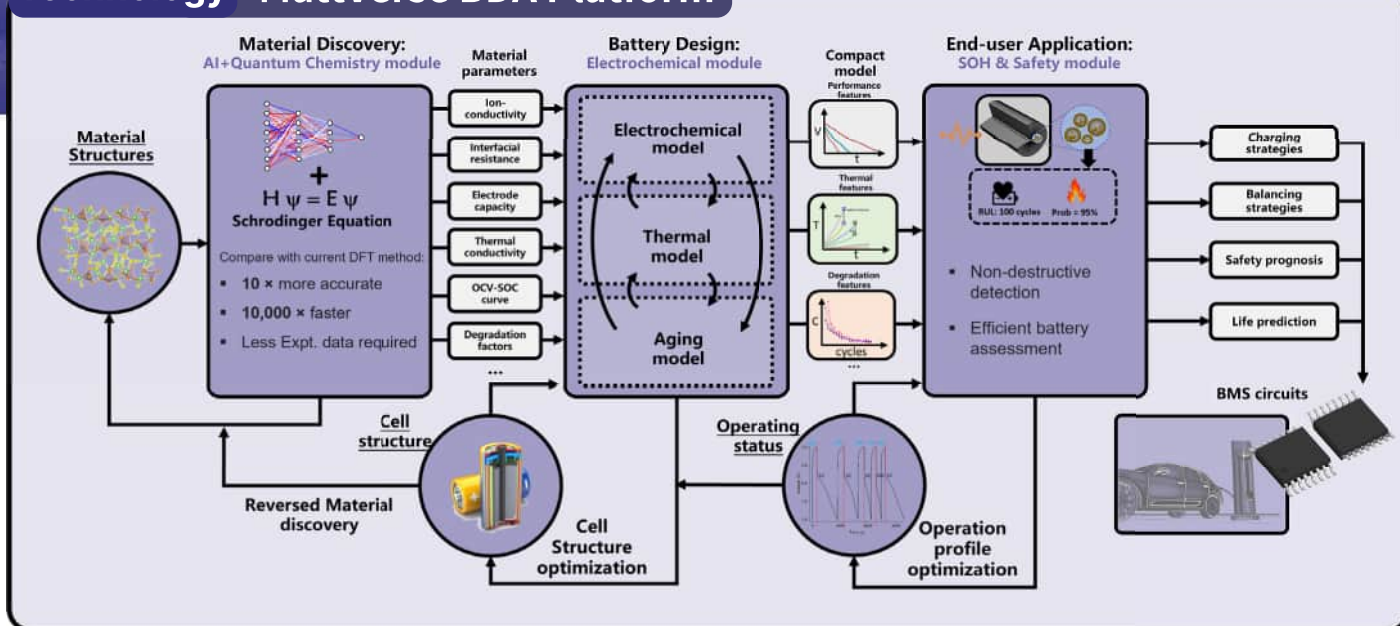 Material Discovery:
AI+Quantum Chemistry module
Material
parameters
Battery Design:
Electrochemical module
Compact
model
Performance
features
End-user Application:
SOH & Safety module
Material
Structures
+
H ψ = E ψ
Schrodinger Equation
Compare with current DFT method:
▪ 10 × more accurate
▪ 10,000 × faster
▪ Less Expt. data required
Ion-
conductivity
Interfacial
resistance
Electrode
capacity
Thermal
conductivity
OCV-SOC
curve
Degradation
factors
...
Electrochemical
model
Thermal
model
Aging
model
V
t
Thermal
features
T
t
Degradation
features
C
cycles
...
RUL: 100 cycles
Prob = 95%
▪ Non-destructive
detection
▪ Efficient battery
assessment
Charging
strategies
Balancing
strategies
Safety prognosis
Life prediction
BMS circuits
Cell
structure
Operating
status
Reversed Material
discovery
Cell
Structure
optimization
Operation
profile
optimization